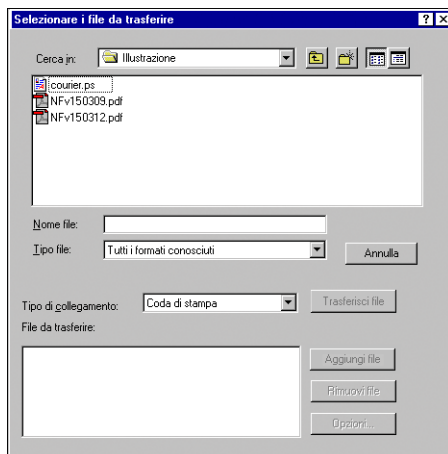 Selezionare i file da trasferire
Cerca in: Illustrazione
courier.ps
NFv150309.pdf
NFv150312.pdf
Nome file:
Tipo file: Tutti i formati conosciuti Annulla
Tipo di collegamento: Coda di stampa Trasferisci file
File da trasferire:
Aggiungi file
Rimuovi file
Opzioni...